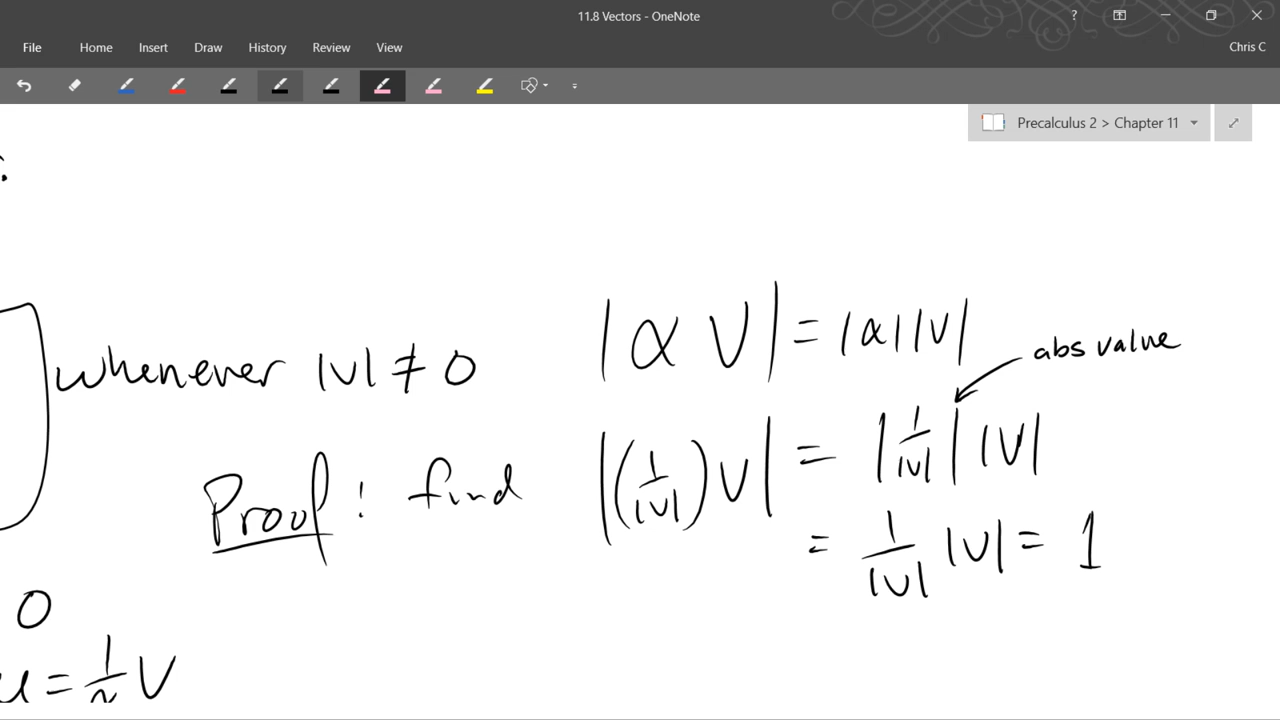 11.8 Vectors - OneNote
?
File Home Insert Draw History Review View
Chris C
Precalculus 2 > Chapter 11
whenever |v| ≠ 0
|α v| = |α| |v|
abs value
Proof: find |(1/|v|) v| = |1/|v|| |v|
= 1/|v| |v| = 1
0
u = 1/2 v